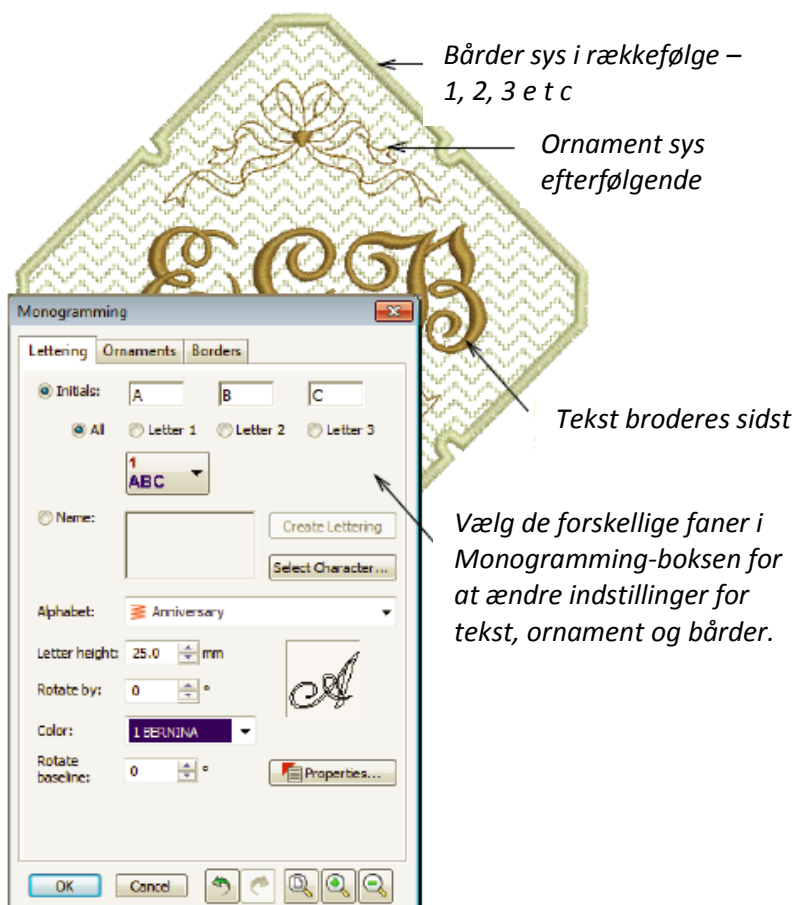 Bårder sys i rækkefølge –
1, 2, 3 e t c
Ornament sys
efterfølgende
ECB
Monogramming
Lettering Ornaments Borders
Initials: A B C
All Letter 1 Letter 2 Letter 3
1
ABC
Tekst broderes sidst
Name: Create Lettering
Select Character...
Vælg de forskellige faner i
Monogramming-boksen for
at ændre indstillinger for
tekst, ornament og bårder.
Alphabet: Anniversary
Letter height: 25.0 mm
A
Rotate by: 0 °
Color: 1 BERNINA
Rotate
baseline: 0 ° Properties...
OK Cancel